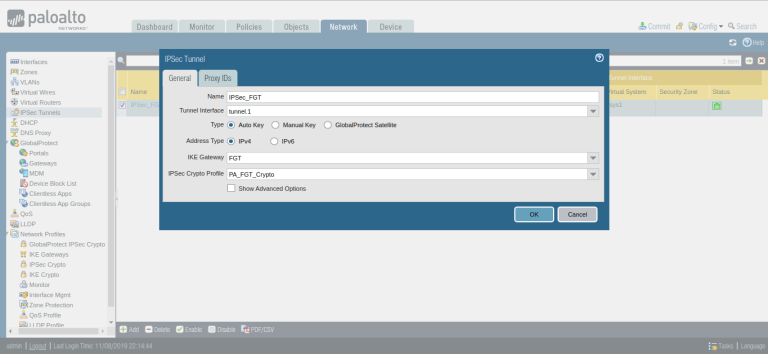 paloalto
NETWORKS
Dashboard Monitor Policies Objects Network Device
Commit Config Search
Help
Interfaces
Zones
VLANs
Virtual Wires
Virtual Routers
IPSec Tunnels
DHCP
DNS Proxy
GlobalProtect
Portals
Gateways
MDM
Device Block List
Clientless Apps
Clientless App Groups
QoS
LLDP
Network Profiles
GlobalProtect IPSec Crypto
IKE Gateways
IPSec Crypto
IKE Crypto
Monitor
Interface Mgmt
Zone Protection
QoS Profile
LLDP Profile
1 item
Tunnel Interface
Name Virtual System Security Zone Status
IPSec_FG vsys1
IPSec Tunnel
General Proxy IDs
Name IPSec_FGT
Tunnel Interface tunnel.1
Type Auto Key Manual Key GlobalProtect Satellite
Address Type IPv4 IPv6
IKE Gateway FGT
IPSec Crypto Profile PA_FGT_Crypto
Show Advanced Options
OK Cancel
Add Delete Enable Disable PDF/CSV
admin | Logout | Last Login Time: 11/06/2019 22:14:44
Tasks | Language